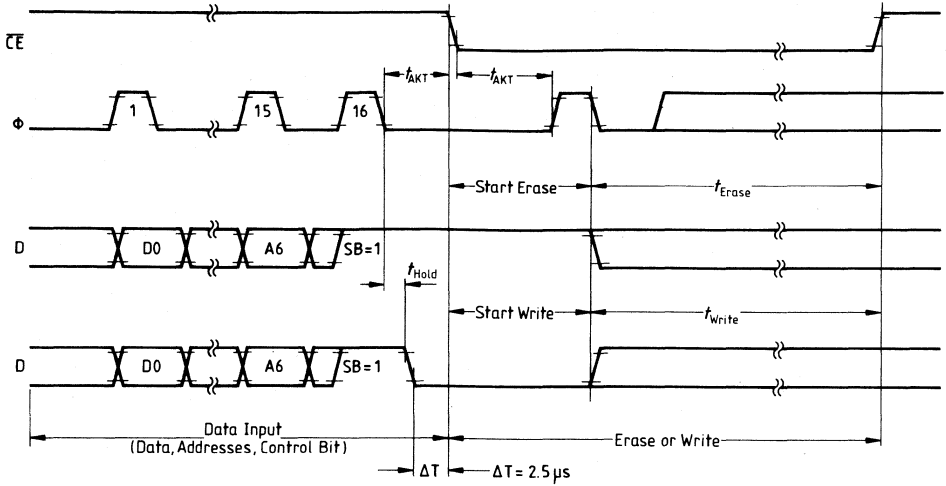 CE
tAKT tAKT
Φ 1 15 16
Start Erase tErase
D D0 A6 SB=1
tHold
Start Write tWrite
D D0 A6 SB=1
Data Input
(Data, Addresses, Control Bit)
Erase or Write
ΔT ΔT = 2.5 µs